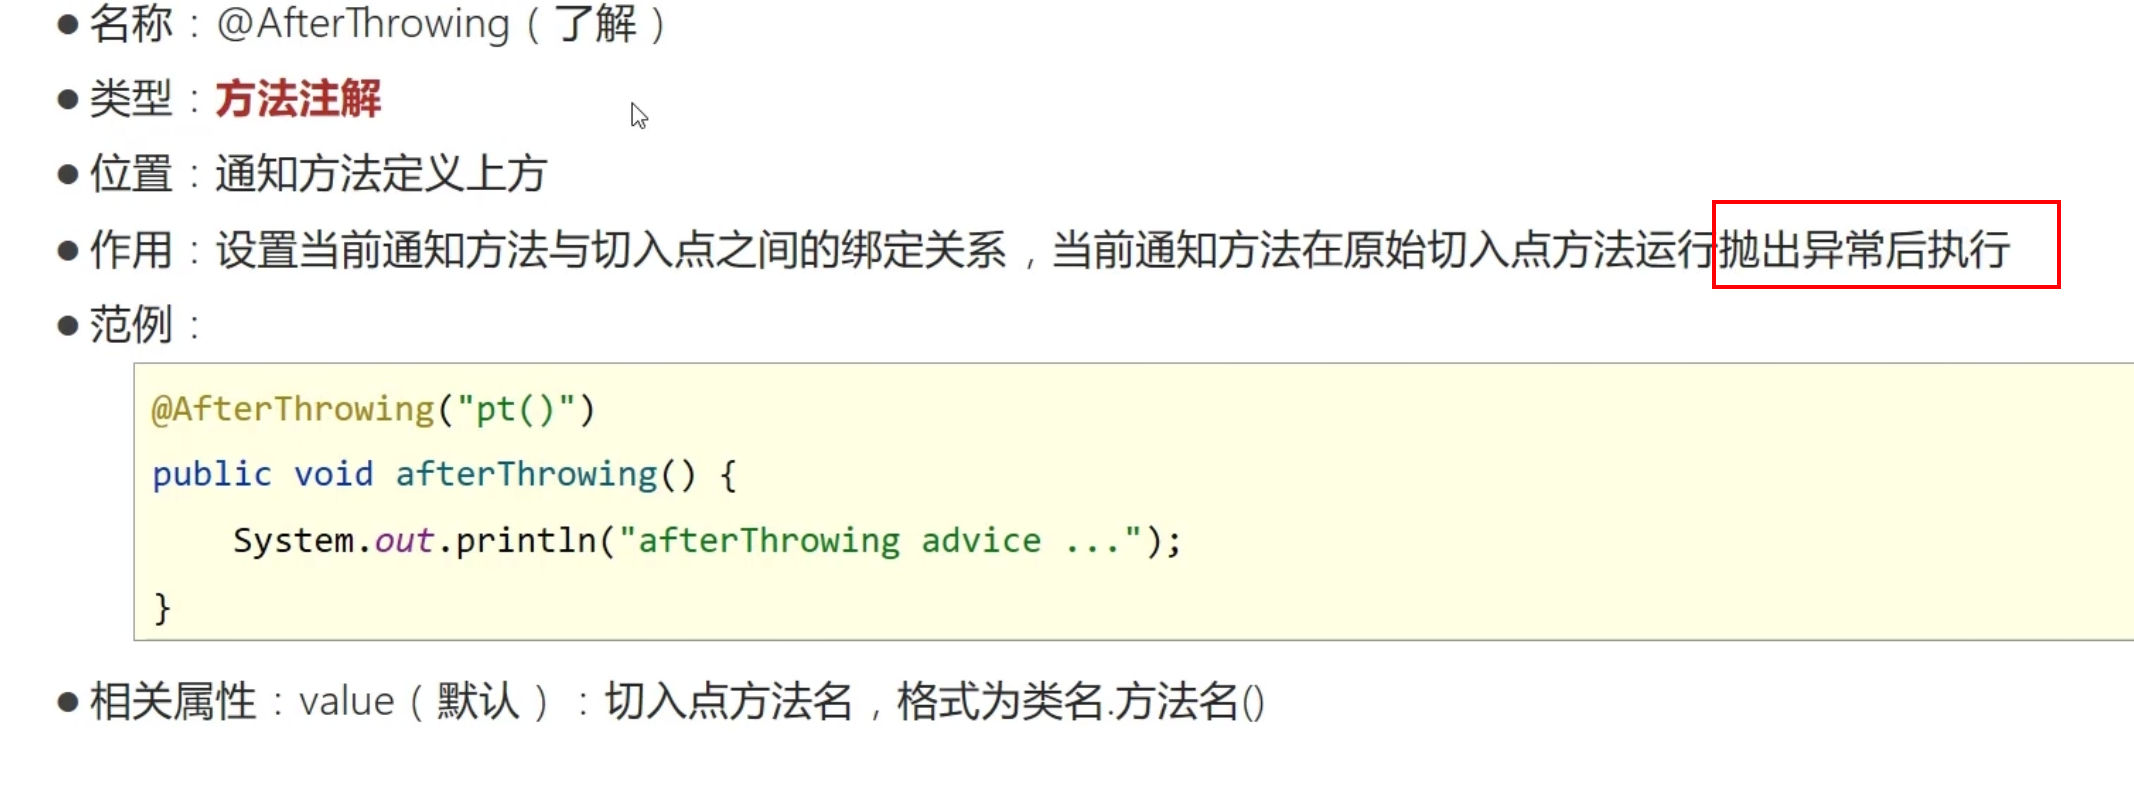 ● 名称：@AfterThrowing（了解）
● 类型：方法注解
● 位置：通知方法定义上方
● 作用：设置当前通知方法与切入点之间的绑定关系，当前通知方法在原始切入点方法运行抛出异常后执行
● 范例：
@AfterThrowing("pt()")
public void afterThrowing() {
    System.out.println("afterThrowing advice ...");
}
● 相关属性：value（默认）：切入点方法名，格式为类名.方法名()